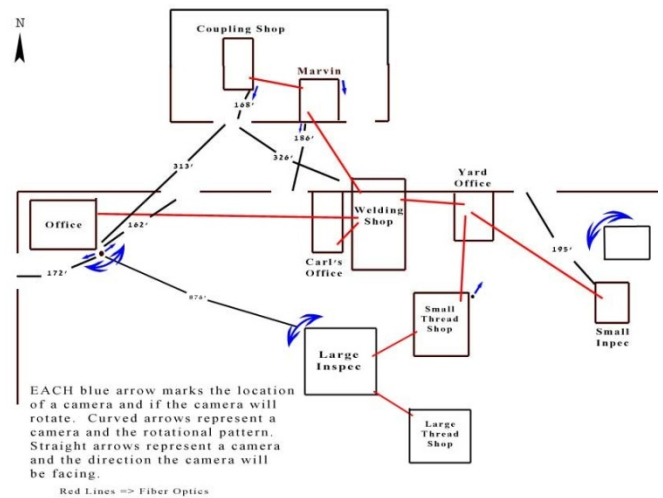 N
Coupling Shop
Marvin
168'
186'
313'
326'
Yard
Office
Office
162'
Welding
Shop
195'
172'
Carl's
Office
876'
Small
Thread
Shop
Small
Inpec
Large
Inspec
Large
Thread
Shop
EACH blue arrow marks the location
of a camera and if the camera will
rotate. Curved arrows represent a
camera and the rotational pattern.
Straight arrows represent a camera
and the direction the camera will
be facing.
Red Lines => Fiber Optics